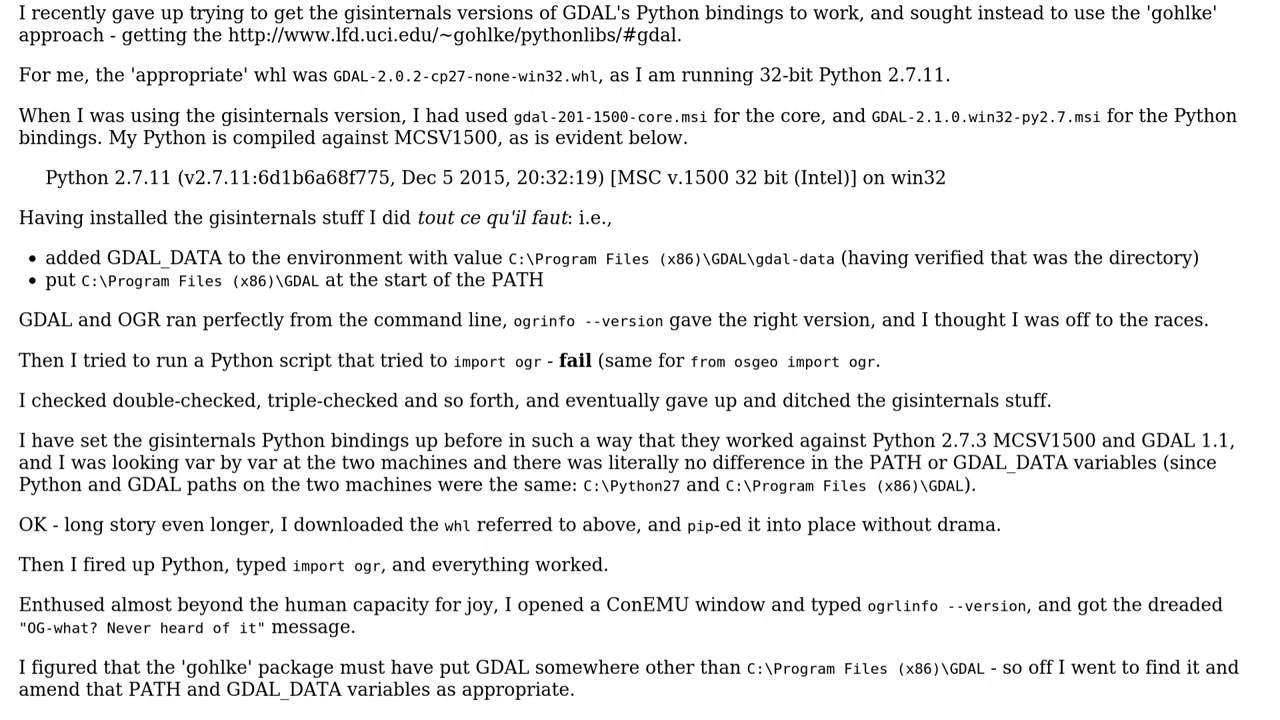 I recently gave up trying to get the gisinternals versions of GDAL's Python bindings to work, and sought instead to use the 'gohlke'
approach - getting the http://www.lfd.uci.edu/~gohlke/pythonlibs/#gdal.
For me, the 'appropriate' whl was GDAL-2.0.2-cp27-none-win32.whl, as I am running 32-bit Python 2.7.11.
When I was using the gisinternals version, I had used gdal-201-1500-core.msi for the core, and GDAL-2.1.0.win32-py2.7.msi for the Python
bindings. My Python is compiled against MCSV1500, as is evident below.
Python 2.7.11 (v2.7.11:6d1b6a68f775, Dec 5 2015, 20:32:19) [MSC v.1500 32 bit (Intel)] on win32
Having installed the gisinternals stuff I did tout ce qu'il faut: i.e.,
• added GDAL_DATA to the environment with value C:\Program Files (x86)\GDAL\gdal-data (having verified that was the directory)
• put C:\Program Files (x86)\GDAL at the start of the PATH
GDAL and OGR ran perfectly from the command line, ogrinfo --version gave the right version, and I thought I was off to the races.
Then I tried to run a Python script that tried to import ogr - fail (same for from osgeo import ogr.
I checked double-checked, triple-checked and so forth, and eventually gave up and ditched the gisinternals stuff.
I have set the gisinternals Python bindings up before in such a way that they worked against Python 2.7.3 MCSV1500 and GDAL 1.1,
and I was looking var by var at the two machines and there was literally no difference in the PATH or GDAL_DATA variables (since
Python and GDAL paths on the two machines were the same: C:\Python27 and C:\Program Files (x86)\GDAL).
OK - long story even longer, I downloaded the whl referred to above, and pip-ed it into place without drama.
Then I fired up Python, typed import ogr, and everything worked.
Enthused almost beyond the human capacity for joy, I opened a ConEMU window and typed ogrlinfo --version, and got the dreaded
"OG-what? Never heard of it" message.
I figured that the 'gohlke' package must have put GDAL somewhere other than C:\Program Files (x86)\GDAL - so off I went to find it and
amend that PATH and GDAL_DATA variables as appropriate.